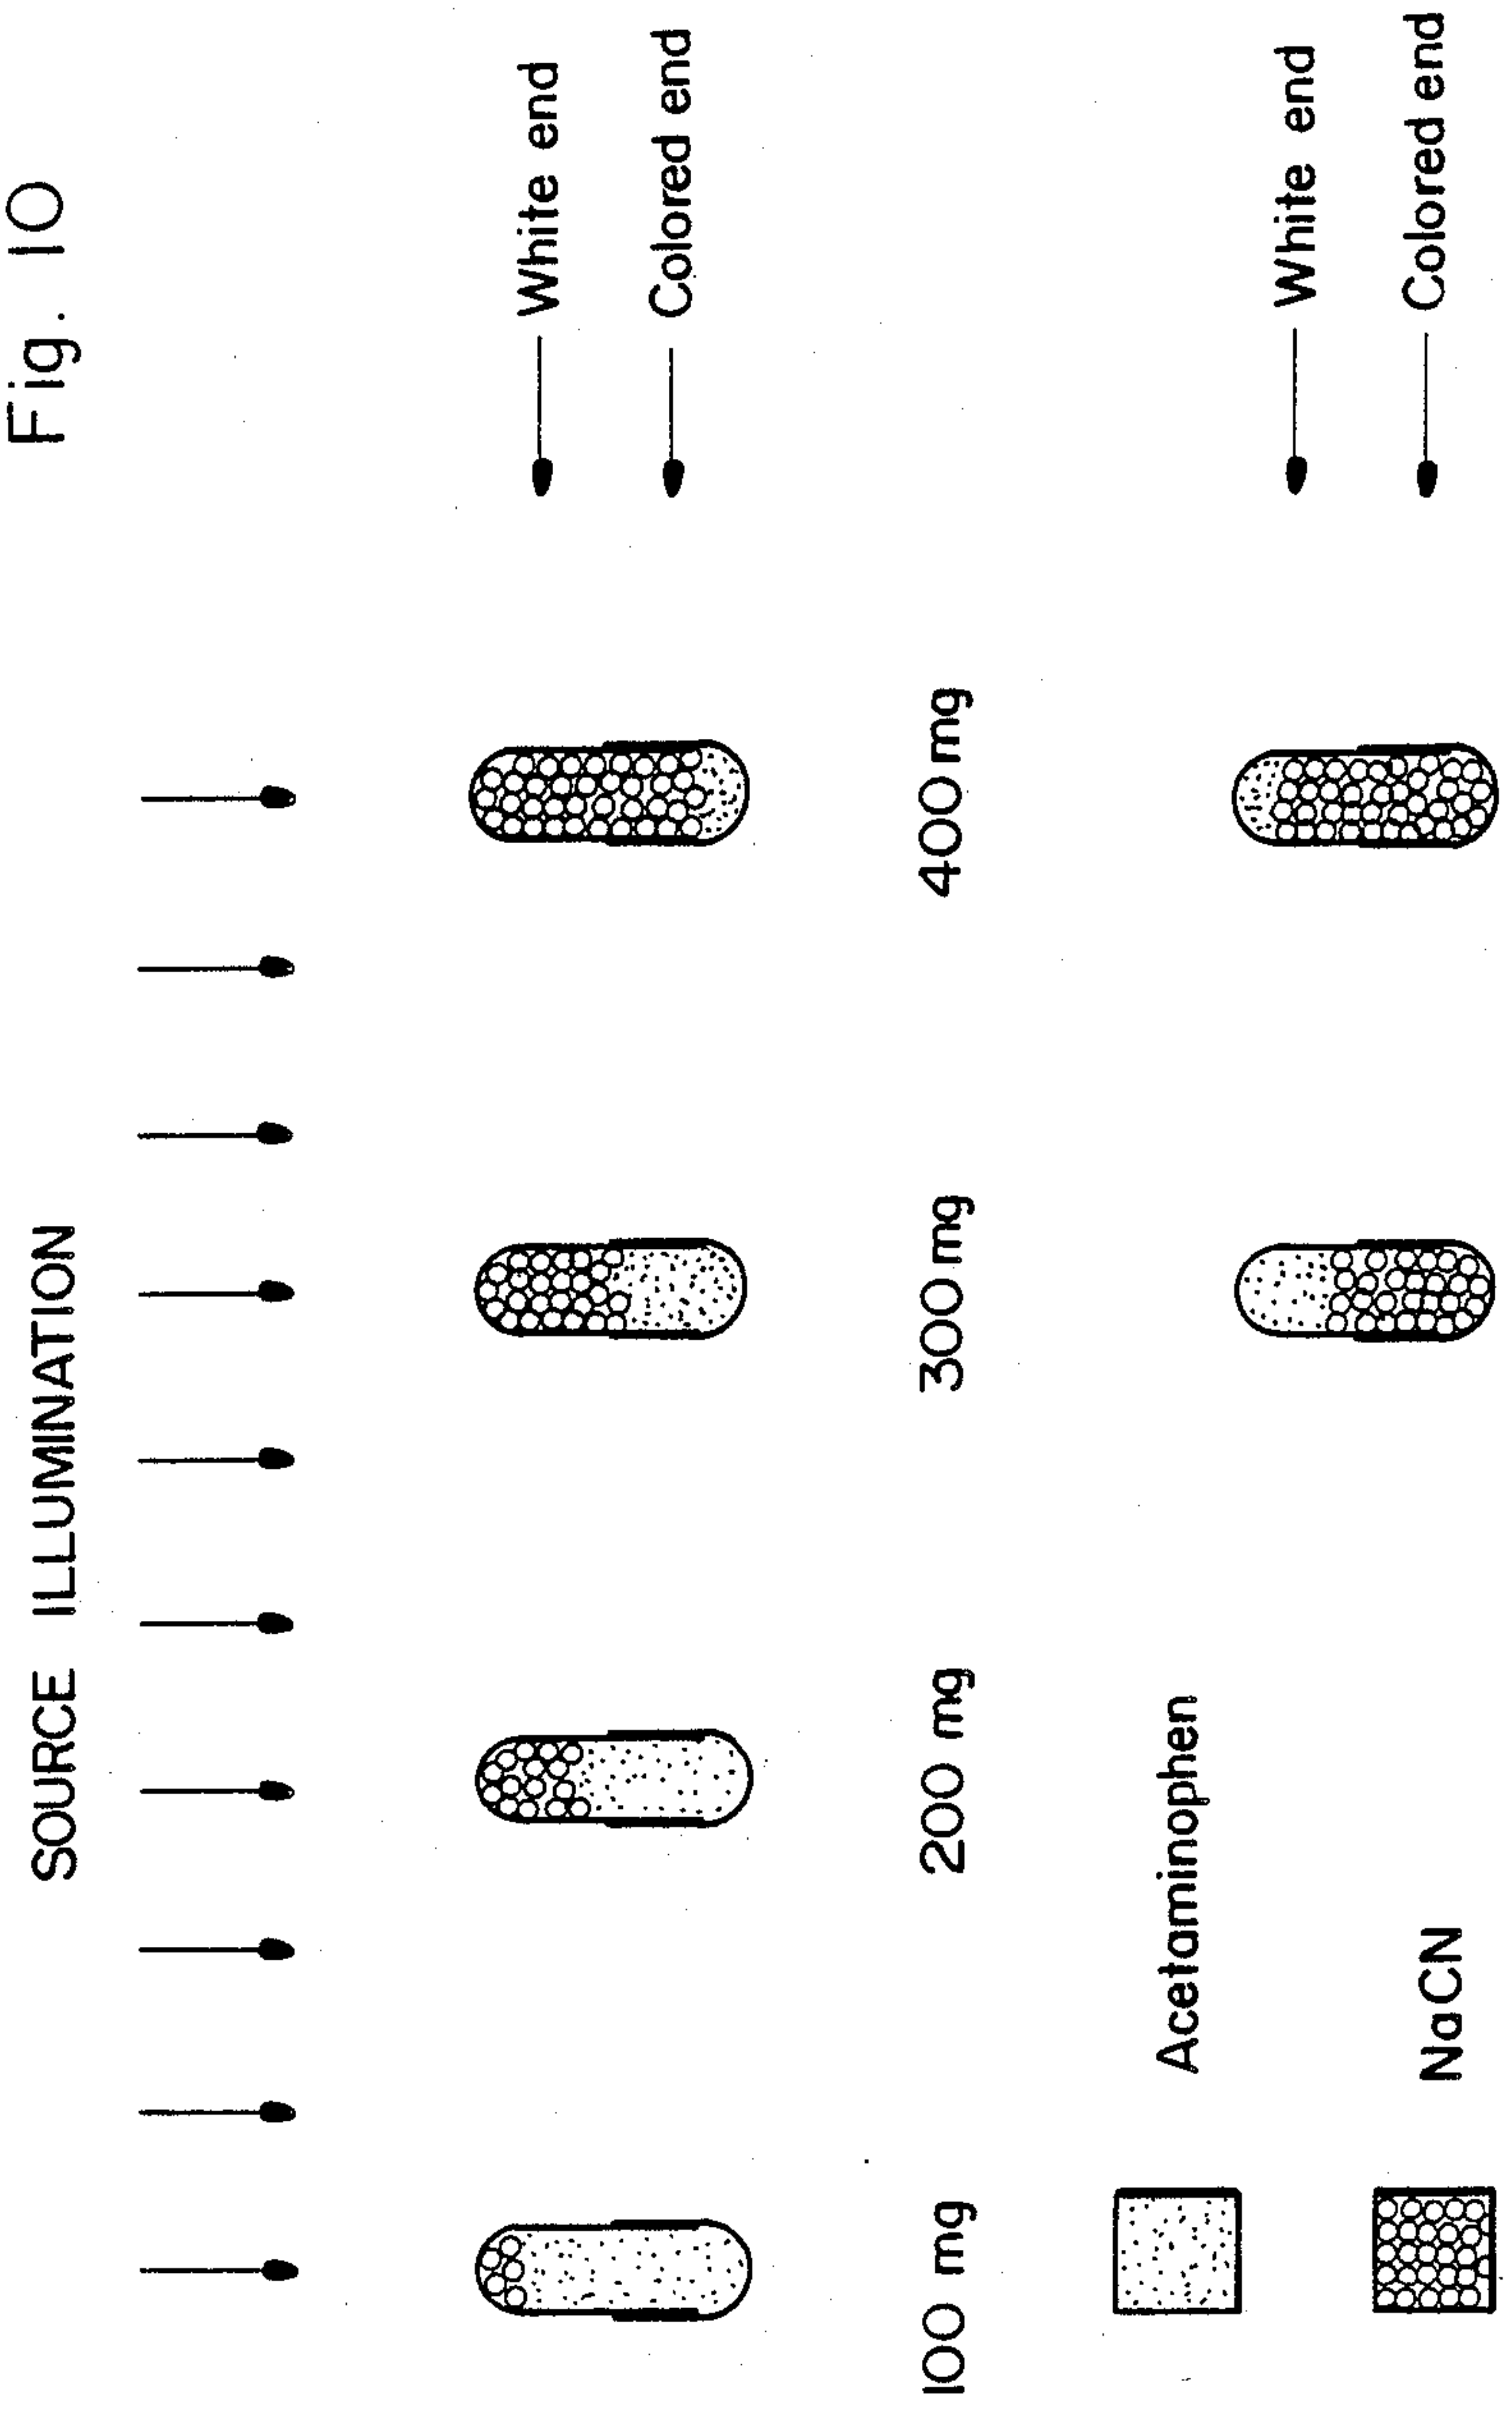 Fig. 10
SOURCE ILLUMINATION
White end
Colored end
100 mg
200 mg
300 mg
400 mg
Acetaminophen
White end
NaCN
Colored end